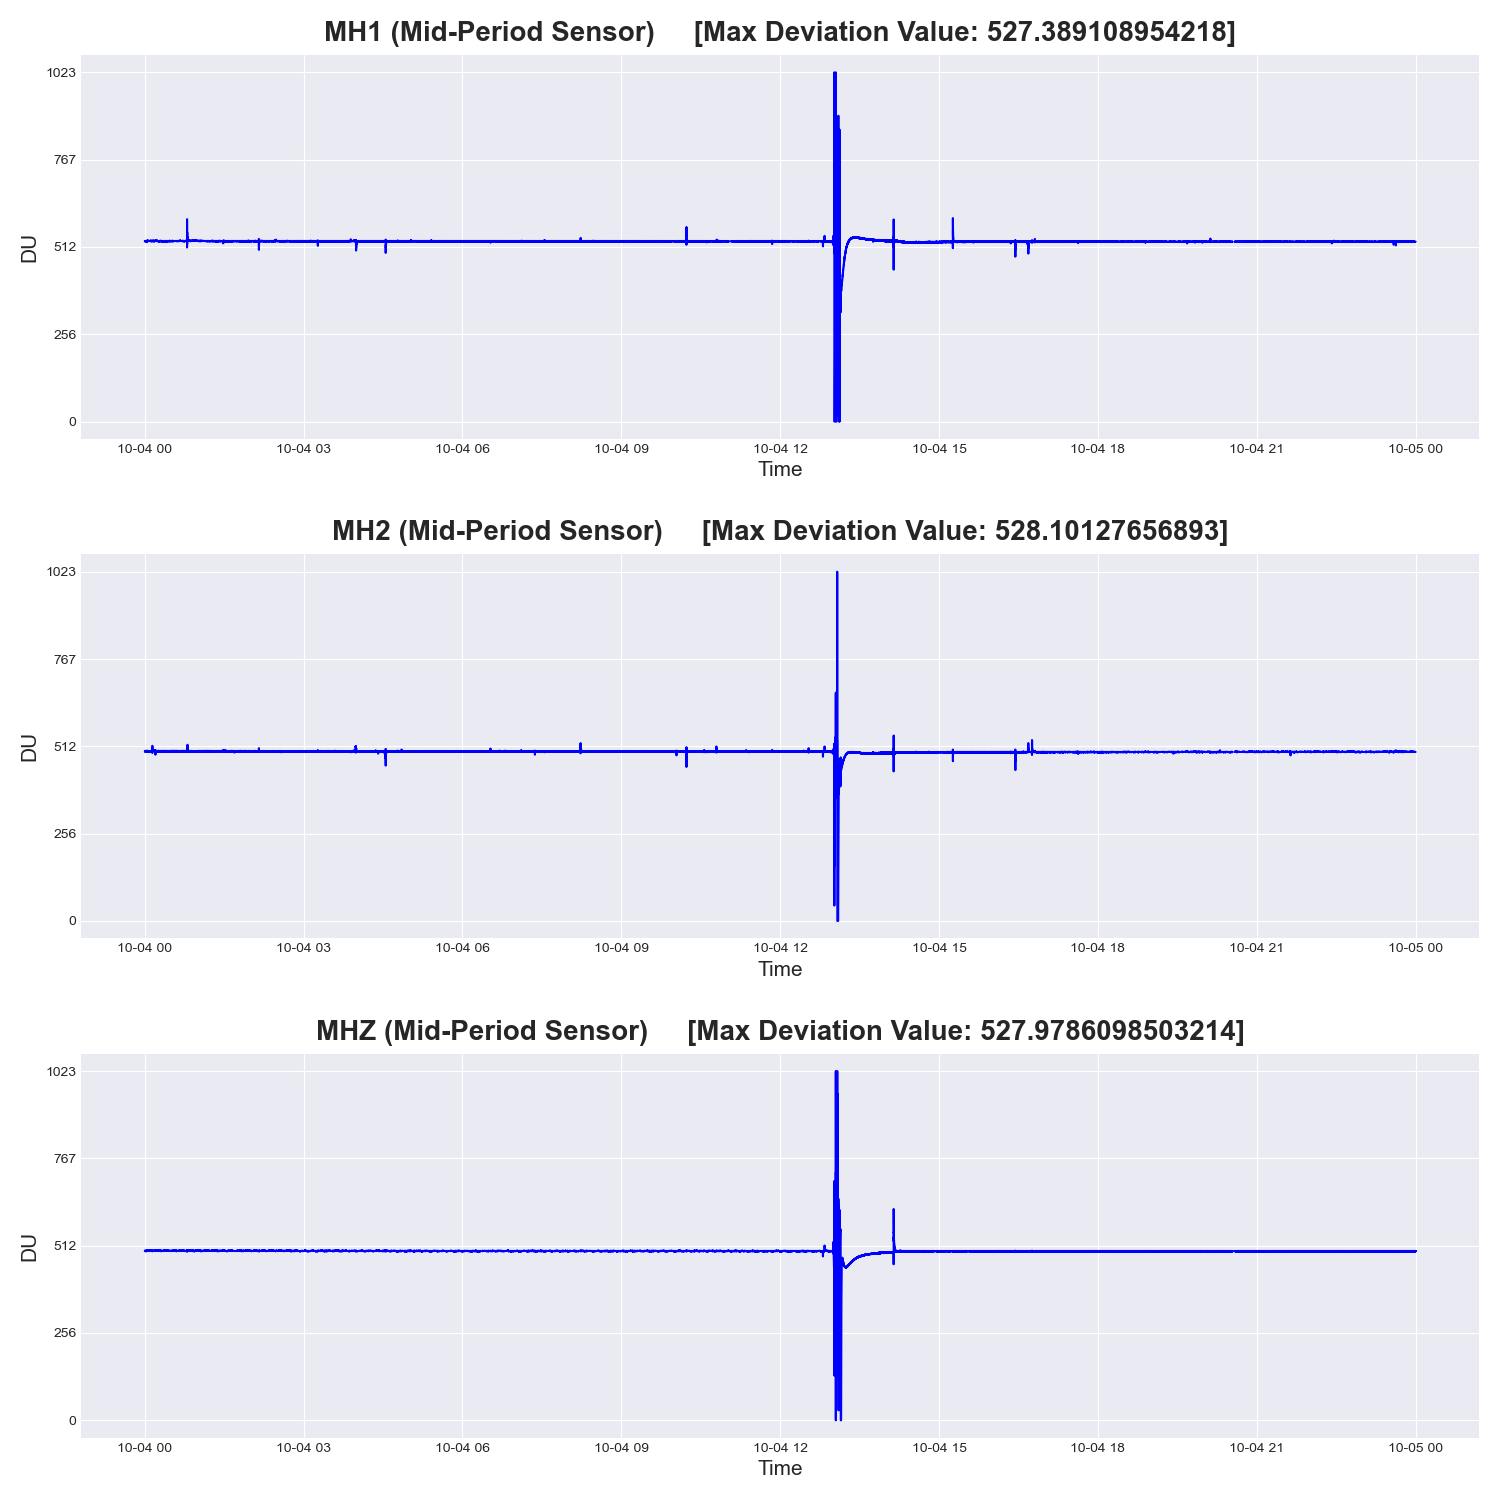 MH1 (Mid-Period Sensor) [Max Deviation Value: 527.389108954218]
1023
767
512
256
0
DU
10-04 00 10-04 03 10-04 06 10-04 09 10-04 12 10-04 15 10-04 18 10-04 21 10-05 00
Time
MH2 (Mid-Period Sensor) [Max Deviation Value: 528.10127656893]
1023
767
512
256
0
DU
10-04 00 10-04 03 10-04 06 10-04 09 10-04 12 10-04 15 10-04 18 10-04 21 10-05 00
Time
MHZ (Mid-Period Sensor) [Max Deviation Value: 527.9786098503214]
1023
767
512
256
0
DU
10-04 00 10-04 03 10-04 06 10-04 09 10-04 12 10-04 15 10-04 18 10-04 21 10-05 00
Time